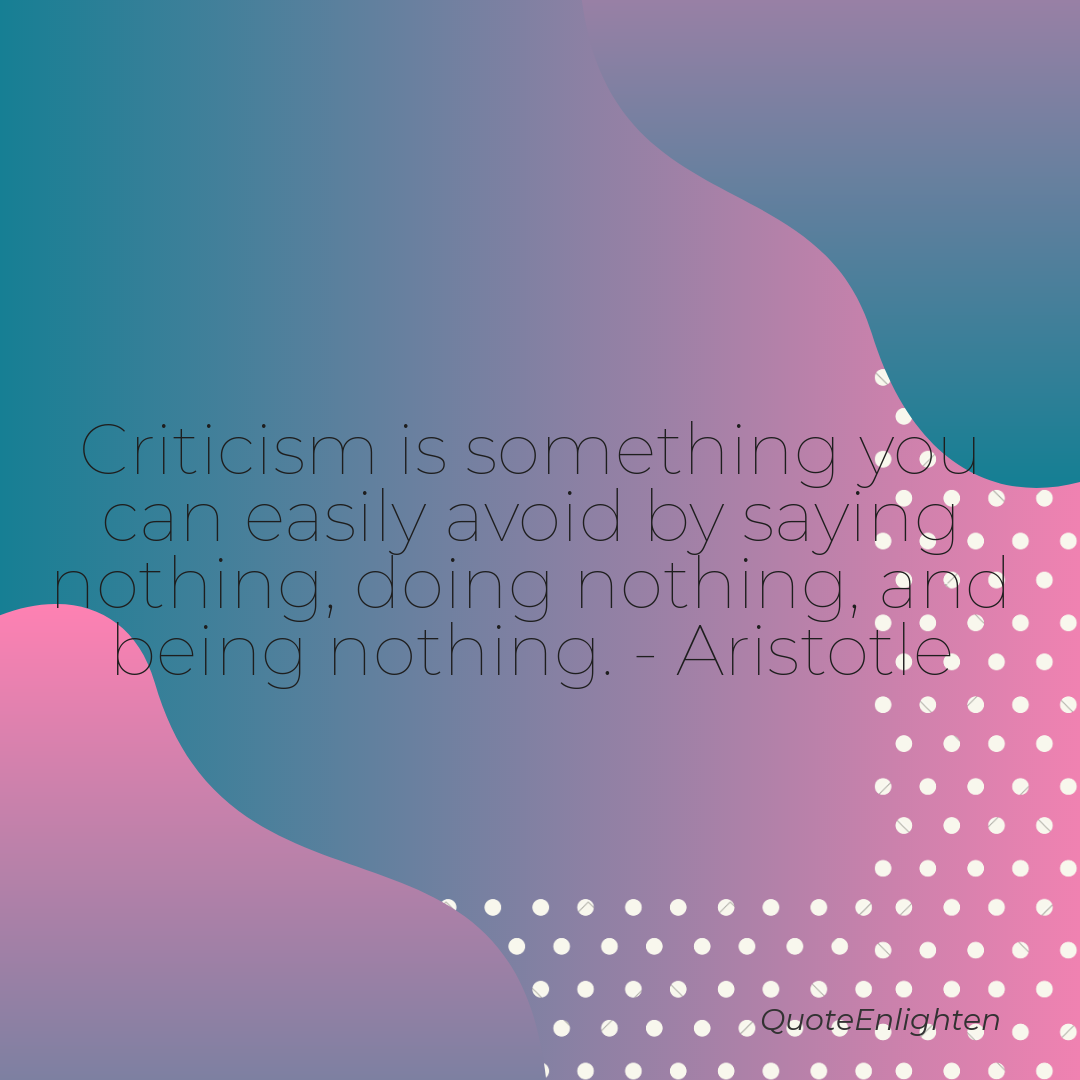 Criticism is something you
can easily avoid by saying
nothing, doing nothing, and
being nothing. - Aristotle
QuoteEnlighten